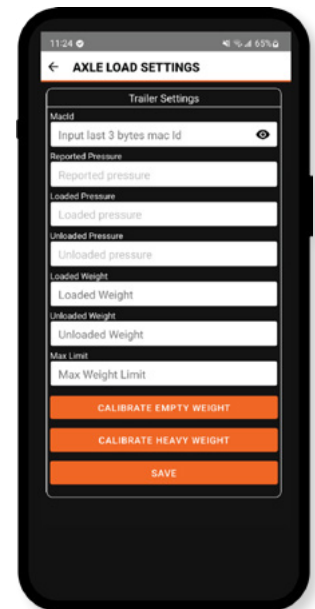 11:24
65%
AXLE LOAD SETTINGS
Trailer Settings
MacId
Input last 3 bytes mac Id
Reported Pressure
Reported pressure
Loaded Pressure
Loaded pressure
Unloaded Pressure
Unloaded pressure
Loaded Weight
Loaded Weight
Unloaded Weight
Unloaded Weight
Max Limit
Max Weight Limit
CALIBRATE EMPTY WEIGHT
CALIBRATE HEAVY WEIGHT
SAVE